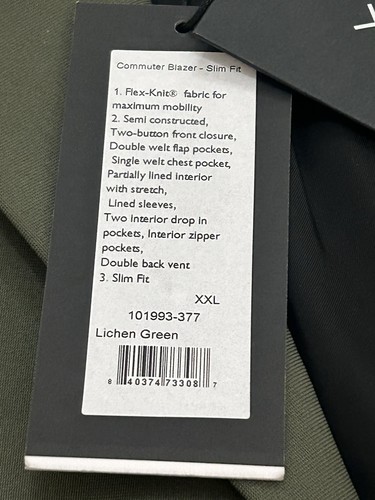 Commuter Blazer - Slim Fit
1. Flex-Knit® fabric for
maximum mobility
2. Semi constructed,
Two-button front closure,
Double welt flap pockets,
Single welt chest pocket,
Partially lined interior
with stretch,
Lined sleeves,
Two interior drop in
pockets, Interior zipper
pockets,
Double back vent
3. Slim Fit
XXL
101993-377
Lichen Green
8 40374 73308 7